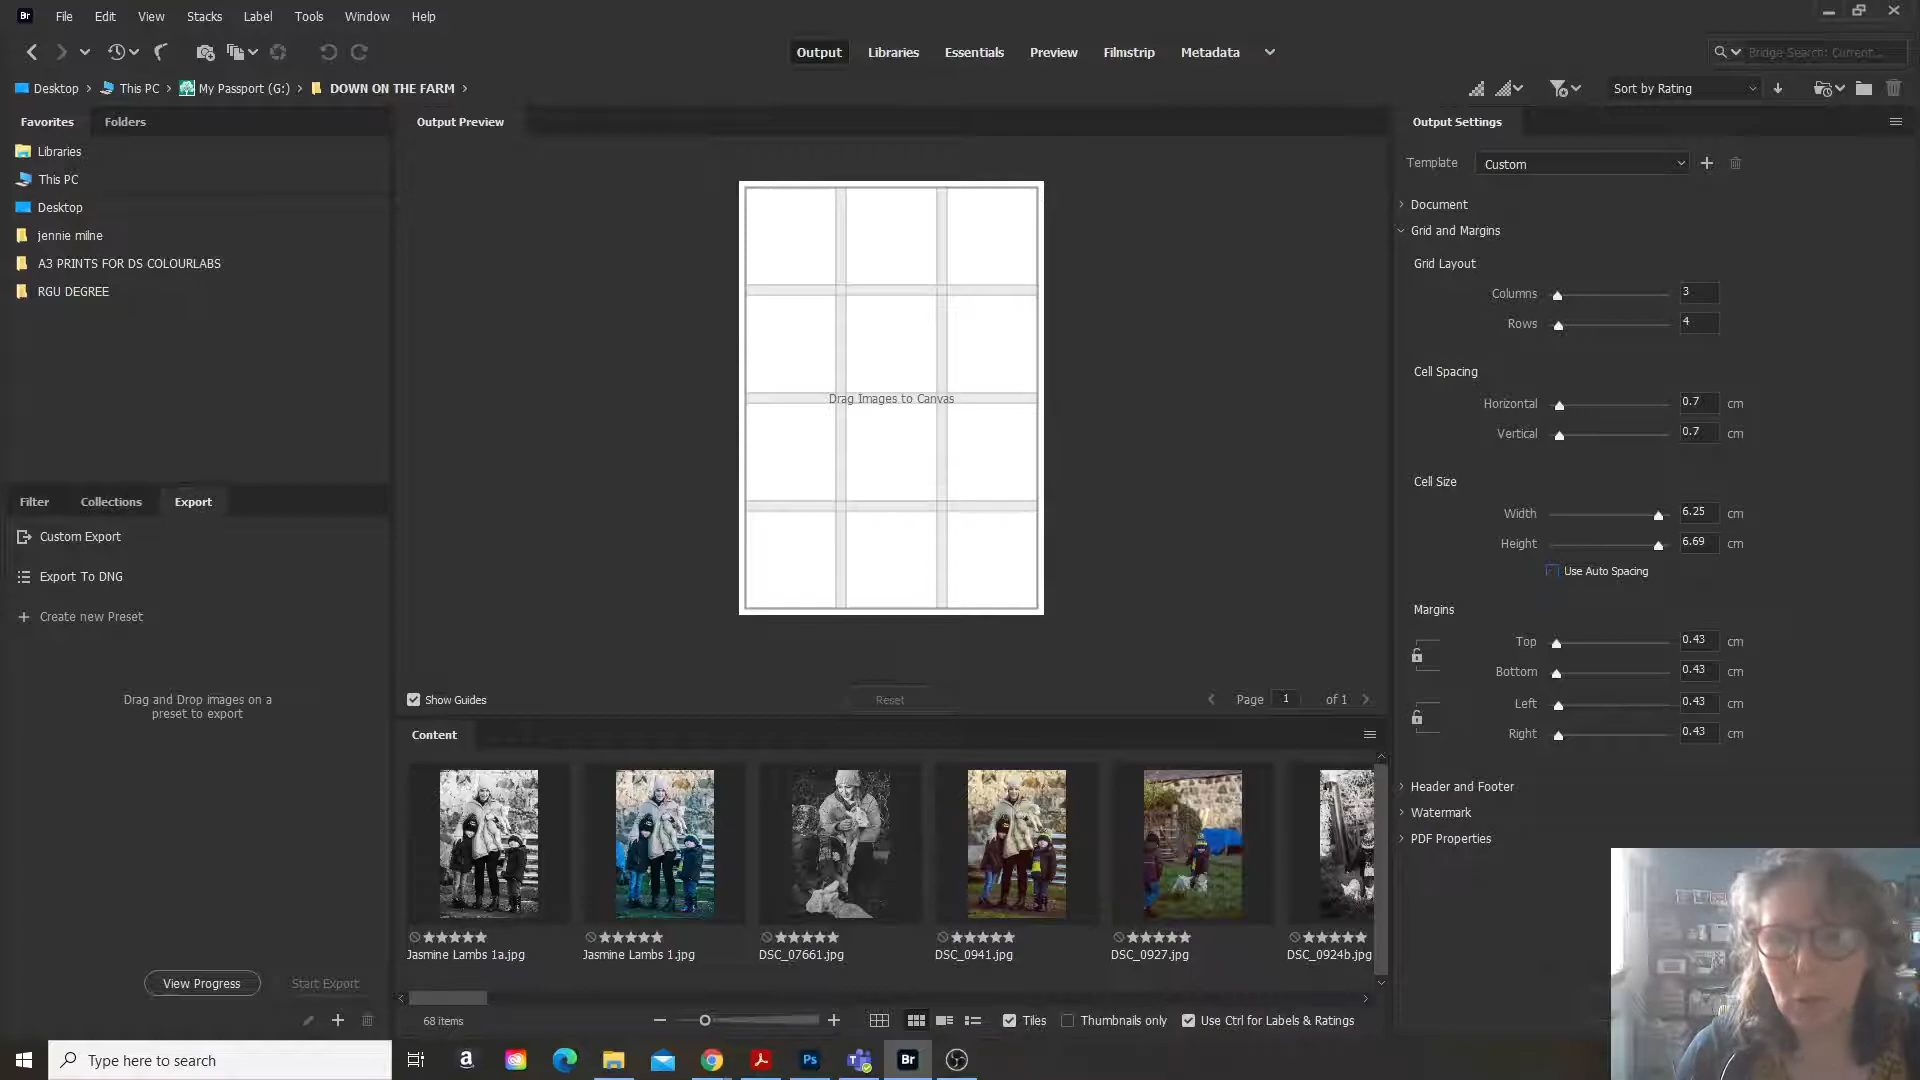 Br File Edit View Stacks Label Tools Window Help
Output Libraries Essentials Preview Filmstrip Metadata
Bridge Search: Current...
Desktop This PC My Passport (G:) DOWN ON THE FARM
Sort by Rating
Favorites Folders
Libraries
This PC
Desktop
jennie milne
A3 PRINTS FOR DS COLOURLABS
RGU DEGREE
Filter Collections Export
Custom Export
Export To DNG
Create new Preset
Drag and Drop images on a
preset to export
View Progress Start Export
Output Preview
Drag Images to Canvas
Show Guides Reset Page 1 of 1
Content
Jasmine Lambs 1a.jpg Jasmine Lambs 1.jpg DSC_07661.jpg DSC_0941.jpg DSC_0927.jpg DSC_0924b.jpg
68 items Tiles Thumbnails only Use Ctrl for Labels & Ratings
Output Settings
Template Custom
Document
Grid and Margins
Grid Layout
Columns 3
Rows 4
Cell Spacing
Horizontal 0.7 cm
Vertical 0.7 cm
Cell Size
Width 6.25 cm
Height 6.69 cm
Use Auto Spacing
Margins
Top 0.43 cm
Bottom 0.43 cm
Left 0.43 cm
Right 0.43 cm
Header and Footer
Watermark
PDF Properties
Type here to search
a Ps Br